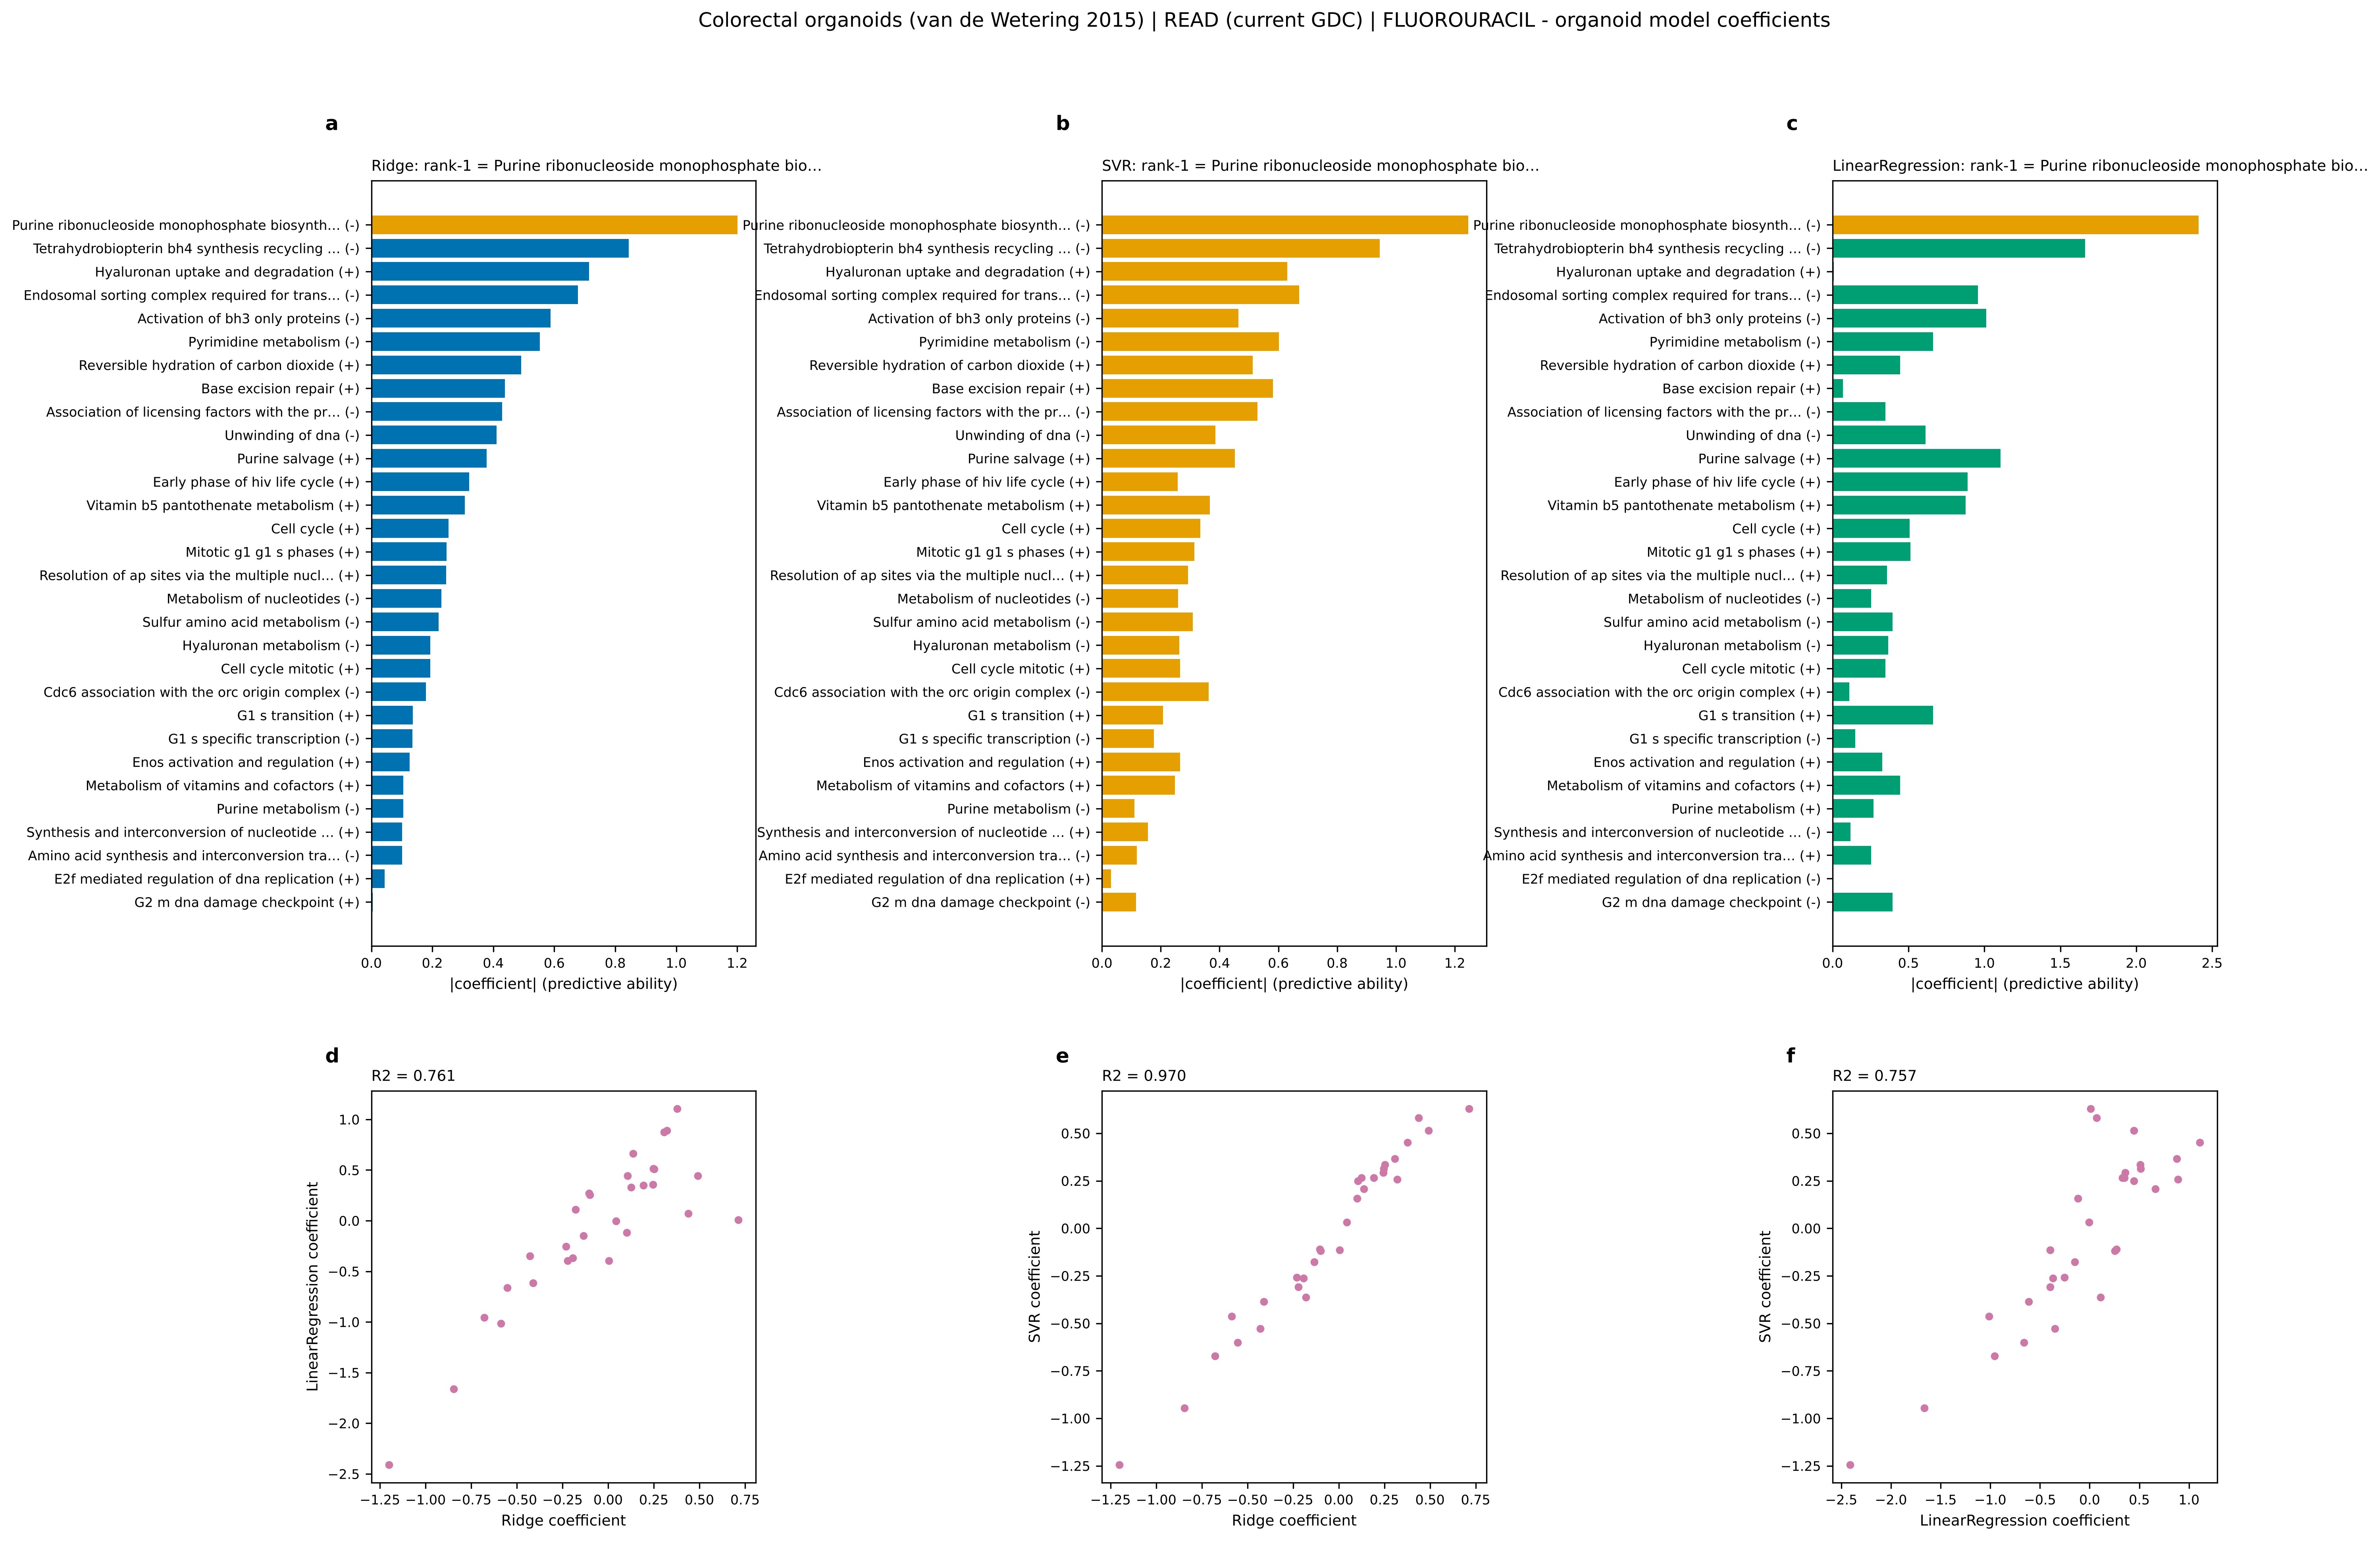 Colorectal organoids (van de Wetering 2015) | READ (current GDC) | FLUOROURACIL - organoid model coefficients
a
Ridge: rank-1 = Purine ribonucleoside monophosphate bio...
Purine ribonucleoside monophosphate biosynth... (-)
Tetrahydrobiopterin bh4 synthesis recycling ... (-)
Hyaluronan uptake and degradation (+)
Endosomal sorting complex required for trans... (-)
Activation of bh3 only proteins (-)
Pyrimidine metabolism (-)
Reversible hydration of carbon dioxide (+)
Base excision repair (+)
Association of licensing factors with the pr... (-)
Unwinding of dna (-)
Purine salvage (+)
Early phase of hiv life cycle (+)
Vitamin b5 pantothenate metabolism (+)
Cell cycle (+)
Mitotic g1 g1 s phases (+)
Resolution of ap sites via the multiple nucl... (+)
Metabolism of nucleotides (-)
Sulfur amino acid metabolism (-)
Hyaluronan metabolism (-)
Cell cycle mitotic (+)
Cdc6 association with the orc origin complex (-)
G1 s transition (+)
G1 s specific transcription (-)
Enos activation and regulation (+)
Metabolism of vitamins and cofactors (+)
Purine metabolism (-)
Synthesis and interconversion of nucleotide ... (+)
Amino acid synthesis and interconversion tra... (-)
E2f mediated regulation of dna replication (+)
G2 m dna damage checkpoint (+)
0.0 0.2 0.4 0.6 0.8 1.0 1.2
|coefficient| (predictive ability)
b
SVR: rank-1 = Purine ribonucleoside monophosphate bio...
Purine ribonucleoside monophosphate biosynth... (-)
Tetrahydrobiopterin bh4 synthesis recycling ... (-)
Hyaluronan uptake and degradation (+)
Endosomal sorting complex required for trans... (-)
Activation of bh3 only proteins (-)
Pyrimidine metabolism (-)
Reversible hydration of carbon dioxide (+)
Base excision repair (+)
Association of licensing factors with the pr... (-)
Unwinding of dna (-)
Purine salvage (+)
Early phase of hiv life cycle (+)
Vitamin b5 pantothenate metabolism (+)
Cell cycle (+)
Mitotic g1 g1 s phases (+)
Resolution of ap sites via the multiple nucl... (+)
Metabolism of nucleotides (-)
Sulfur amino acid metabolism (-)
Hyaluronan metabolism (-)
Cell cycle mitotic (+)
Cdc6 association with the orc origin complex (-)
G1 s transition (+)
G1 s specific transcription (-)
Enos activation and regulation (+)
Metabolism of vitamins and cofactors (+)
Purine metabolism (-)
Synthesis and interconversion of nucleotide ... (+)
Amino acid synthesis and interconversion tra... (-)
E2f mediated regulation of dna replication (+)
G2 m dna damage checkpoint (-)
0.0 0.2 0.4 0.6 0.8 1.0 1.2
|coefficient| (predictive ability)
c
LinearRegression: rank-1 = Purine ribonucleoside monophosphate bio...
Purine ribonucleoside monophosphate biosynth... (-)
Tetrahydrobiopterin bh4 synthesis recycling ... (-)
Hyaluronan uptake and degradation (+)
Endosomal sorting complex required for trans... (-)
Activation of bh3 only proteins (-)
Pyrimidine metabolism (-)
Reversible hydration of carbon dioxide (+)
Base excision repair (+)
Association of licensing factors with the pr... (-)
Unwinding of dna (-)
Purine salvage (+)
Early phase of hiv life cycle (+)
Vitamin b5 pantothenate metabolism (+)
Cell cycle (+)
Mitotic g1 g1 s phases (+)
Resolution of ap sites via the multiple nucl... (+)
Metabolism of nucleotides (-)
Sulfur amino acid metabolism (-)
Hyaluronan metabolism (-)
Cell cycle mitotic (+)
Cdc6 association with the orc origin complex (+)
G1 s transition (+)
G1 s specific transcription (-)
Enos activation and regulation (+)
Metabolism of vitamins and cofactors (+)
Purine metabolism (+)
Synthesis and interconversion of nucleotide ... (-)
Amino acid synthesis and interconversion tra... (+)
E2f mediated regulation of dna replication (-)
G2 m dna damage checkpoint (-)
0.0 0.5 1.0 1.5 2.0 2.5
|coefficient| (predictive ability)
d
R2 = 0.761
LinearRegression coefficient
1.0
0.5
0.0
−0.5
−1.0
−1.5
−2.0
−2.5
−1.25 −1.00 −0.75 −0.50 −0.25 0.00 0.25 0.50 0.75
Ridge coefficient
e
R2 = 0.970
SVR coefficient
0.50
0.25
0.00
−0.25
−0.50
−0.75
−1.00
−1.25
−1.25 −1.00 −0.75 −0.50 −0.25 0.00 0.25 0.50 0.75
Ridge coefficient
f
R2 = 0.757
SVR coefficient
0.50
0.25
0.00
−0.25
−0.50
−0.75
−1.00
−1.25
−2.5 −2.0 −1.5 −1.0 −0.5 0.0 0.5 1.0
LinearRegression coefficient